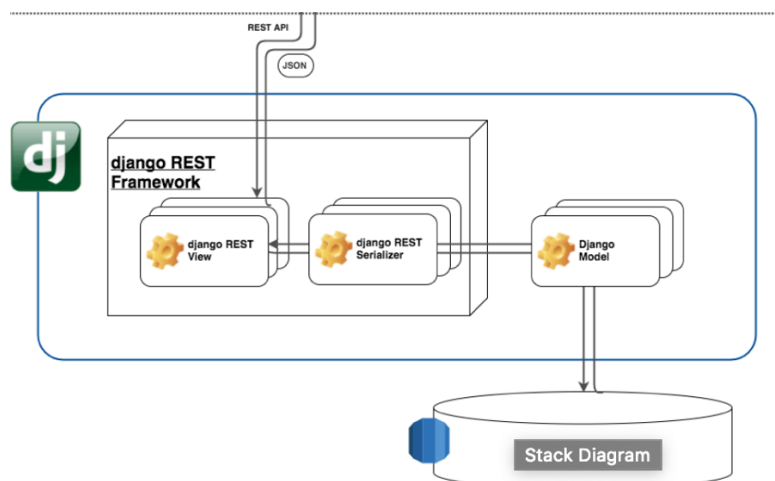 REST API
JSON
dj
django REST
Framework
django REST
View
django REST
Serializer
Django
Model
Stack Diagram